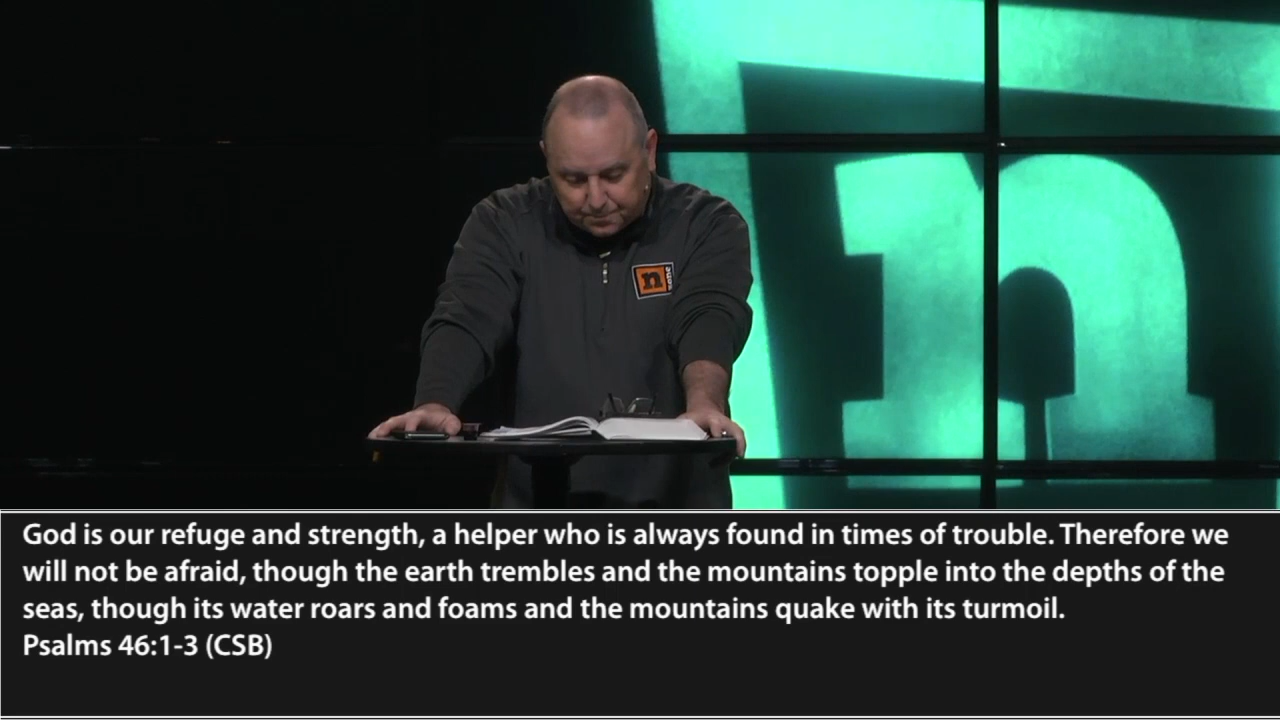 n
n
God is our refuge and strength, a helper who is always found in times of trouble. Therefore we
will not be afraid, though the earth trembles and the mountains topple into the depths of the
seas, though its water roars and foams and the mountains quake with its turmoil.
Psalms 46:1-3 (CSB)